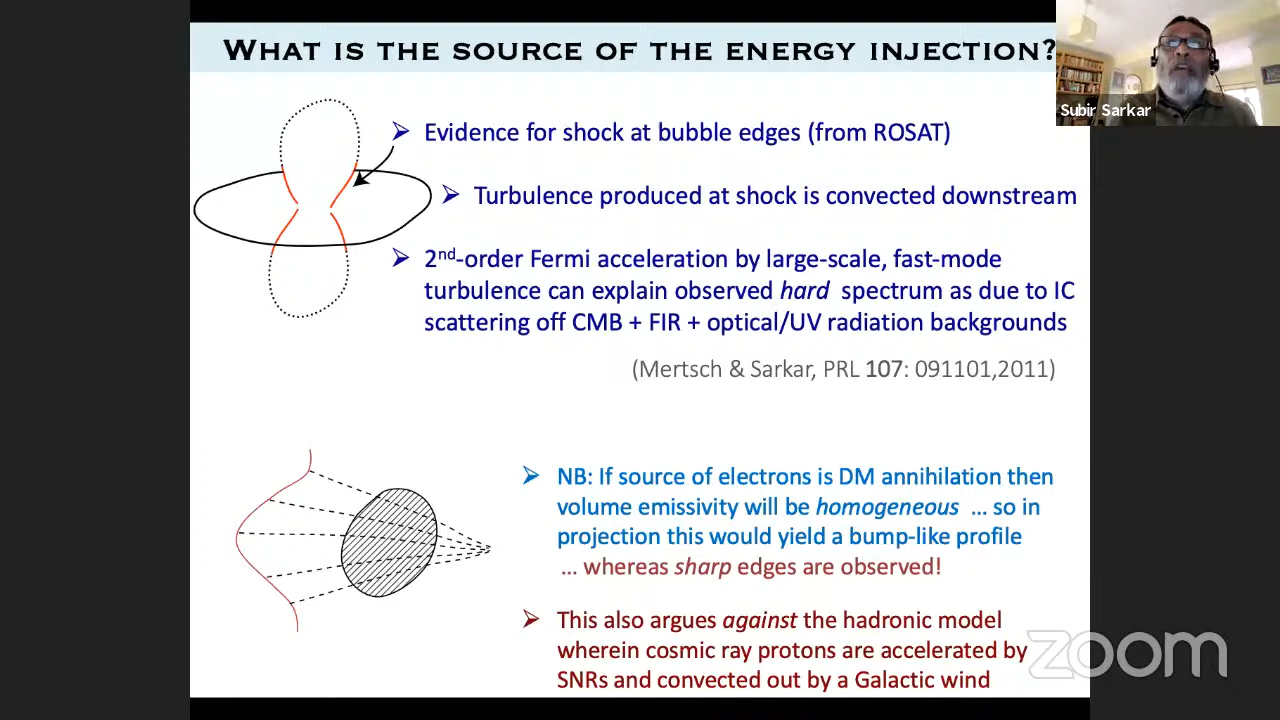 WHAT IS THE SOURCE OF THE ENERGY INJECTION?
Subir Sarkar
➢ Evidence for shock at bubble edges (from ROSAT)
➢ Turbulence produced at shock is convected downstream
➢ 2nd-order Fermi acceleration by large-scale, fast-mode
turbulence can explain observed hard spectrum as due to IC
scattering off CMB + FIR + optical/UV radiation backgrounds
(Mertsch & Sarkar, PRL 107: 091101,2011)
➢ NB: If source of electrons is DM annihilation then
volume emissivity will be homogeneous … so in
projection this would yield a bump-like profile
… whereas sharp edges are observed!
➢ This also argues against the hadronic model
wherein cosmic ray protons are accelerated by
SNRs and convected out by a Galactic wind
zoom